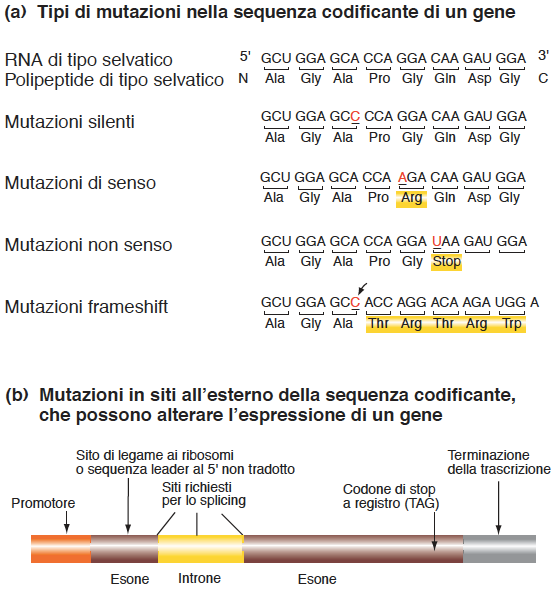 (a) Tipi di mutazioni nella sequenza codificante di un gene
RNA di tipo selvatico 5' GCU GGA GCA CCA GGA CAA GAU GGA 3'
Polipeptide di tipo selvatico N Ala Gly Ala Pro Gly Gln Asp Gly C
Mutazioni silenti GCU GGA GCC CCA GGA CAA GAU GGA
Ala Gly Ala Pro Gly Gln Asp Gly
Mutazioni di senso GCU GGA GCA CCA AGA CAA GAU GGA
Ala Gly Ala Pro Arg Gln Asp Gly
Mutazioni non senso GCU GGA GCA CCA GGA UAA GAU GGA
Ala Gly Ala Pro Gly Stop
Mutazioni frameshift GCU GGA GCC ACC AGG ACA AGA UGG A
Ala Gly Ala Thr Arg Thr Arg Trp
(b) Mutazioni in siti all'esterno della sequenza codificante,
che possono alterare l'espressione di un gene
Sito di legame ai ribosomi
o sequenza leader al 5' non tradotto
Terminazione
della trascrizione
Promotore
Siti richiesti
per lo splicing
Codone di stop
a registro (TAG)
Esone Introne Esone